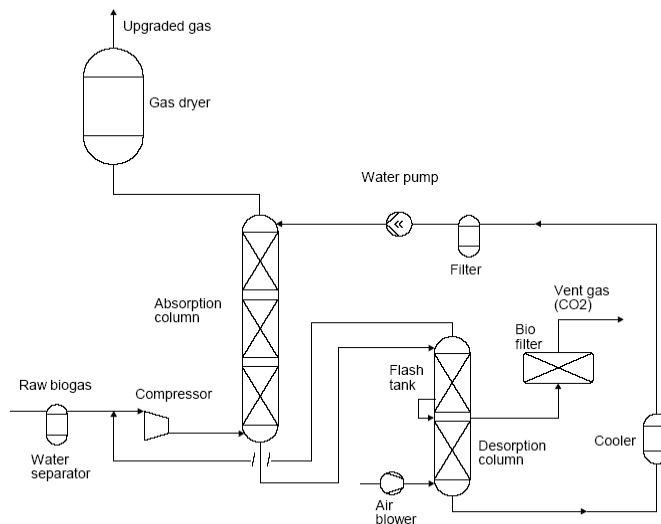 Upgraded gas
Gas dryer
Water pump
Filter
Vent gas
(CO2)
Absorption
column
Bio
filter
Flash
tank
Raw biogas
Compressor
Water
separator
Desorption
column
Cooler
Air
blower